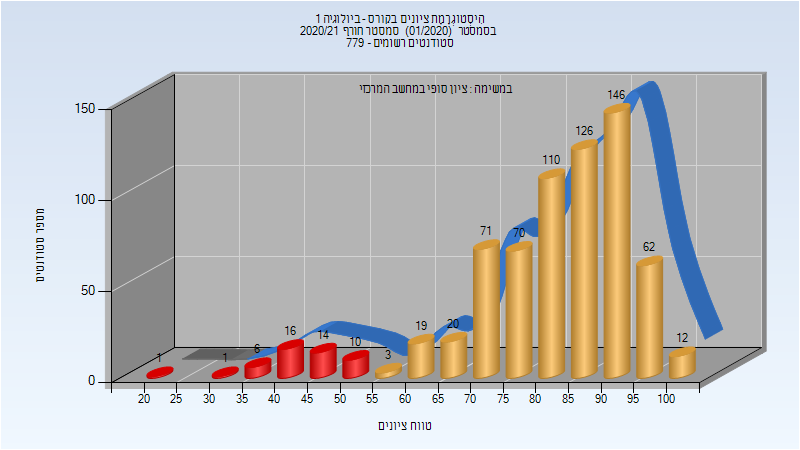 היסטוגרמת ציונים בקורס - ביולוגיה 1
בסמסטר (01/2020) סמסטר חורף 2020/21
סטודנטים רשומים - 779
במשימה : ציון סופי במחשב המרכזי
מספר סטודנטים
150
100
50
0
1
1
6
16
14
10
3
19
20
71
70
110
126
146
62
12
20 25 30 35 40 45 50 55 60 65 70 75 80 85 90 95 100
טווח ציונים